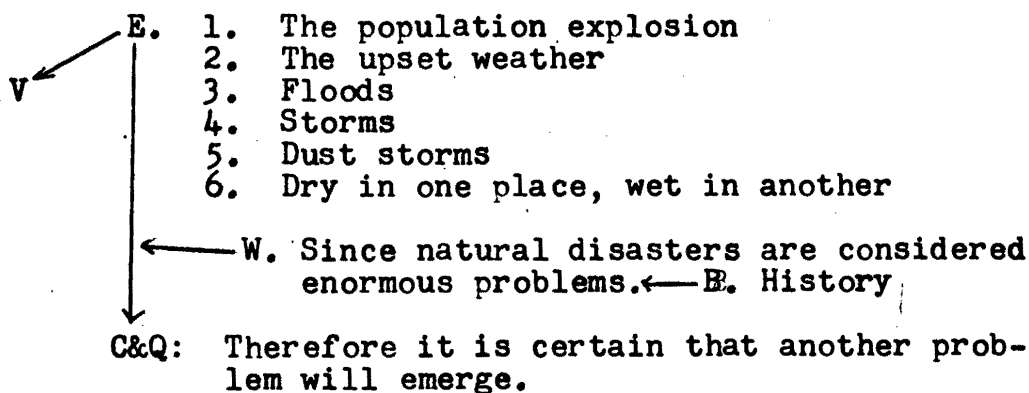 E. 1. The population explosion
2. The upset weather
V
3. Floods
4. Storms
5. Dust storms
6. Dry in one place, wet in another
W. Since natural disasters are considered
enormous problems. B. History
C&Q: Therefore it is certain that another prob-
lem will emerge.